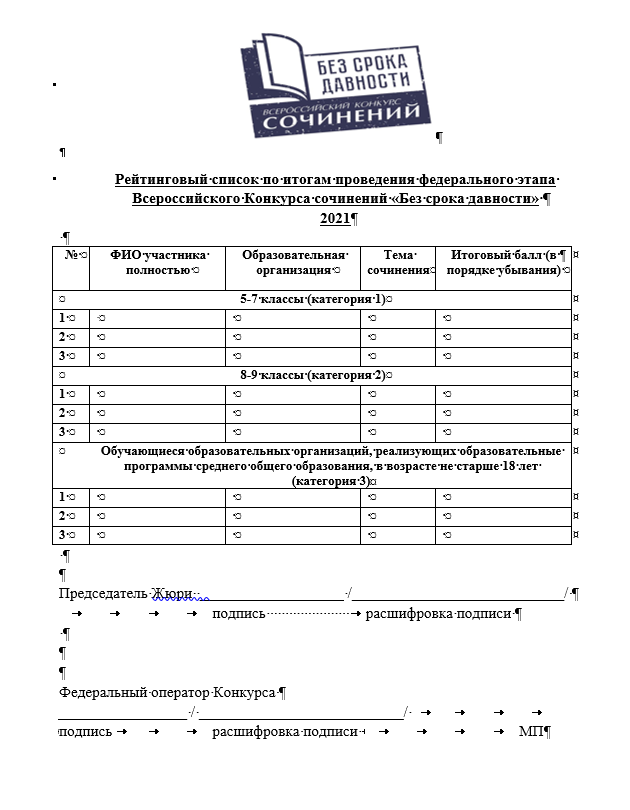 БЕЗ СРОКА
ДАВНОСТИ
ВСЕРОССИЙСКИЙ КОНКУРС
СОЧИНЕНИЙ
Рейтинговый список по итогам проведения федерального этапа
Всероссийского Конкурса сочинений «Без срока давности»
2021
№ ФИО участника полностью Образовательная организация Тема сочинения Итоговый балл (в порядке убывания)
5-7 классы (категория 1)
1
2
3
8-9 классы (категория 2)
1
2
3
Обучающиеся образовательных организаций, реализующих образовательные
программы среднего общего образования, в возрасте не старше 18 лет
(категория 3)
1
2
3
Председатель Жюри ____________________ /______________________________/
подпись расшифровка подписи
Федеральный оператор Конкурса
__________________ / ____________________________/
подпись расшифровка подписи МП